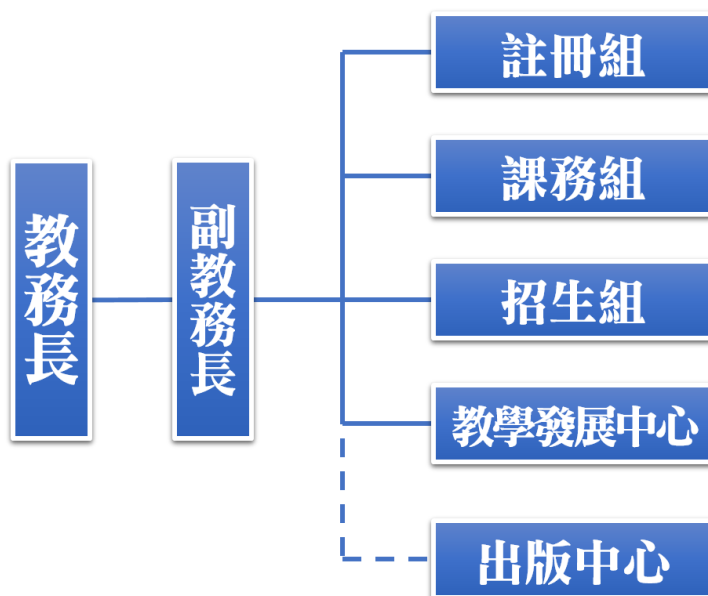 教務長
副教務長
註冊組
課務組
招生組
教學發展中心
出版中心